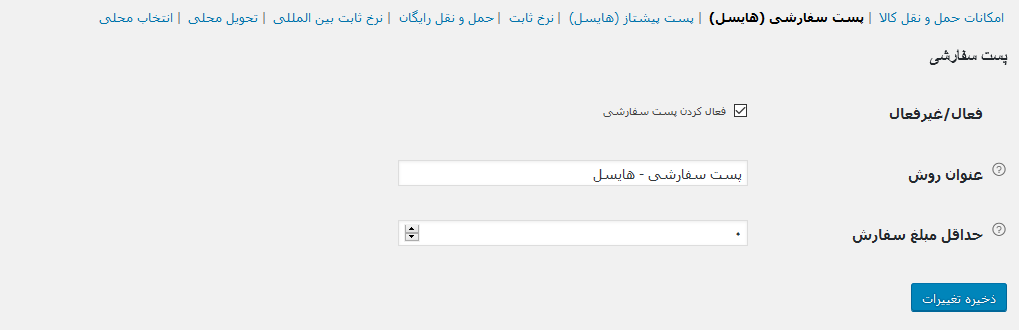 امکانات حمل و نقل کالا | پست سفارشی (هایسل) | پست پیشتاز (هایسل) | نرخ ثابت | حمل و نقل رایگان | نرخ ثابت بین المللی | تحویل محلی | انتخاب محلی
پست سفارشی
فعال/غیرفعال
فعال کردن پست سفارشی
عنوان روش
پست سفارشی - هایسل
حداقل مبلغ سفارش
۰
ذخیره تغییرات